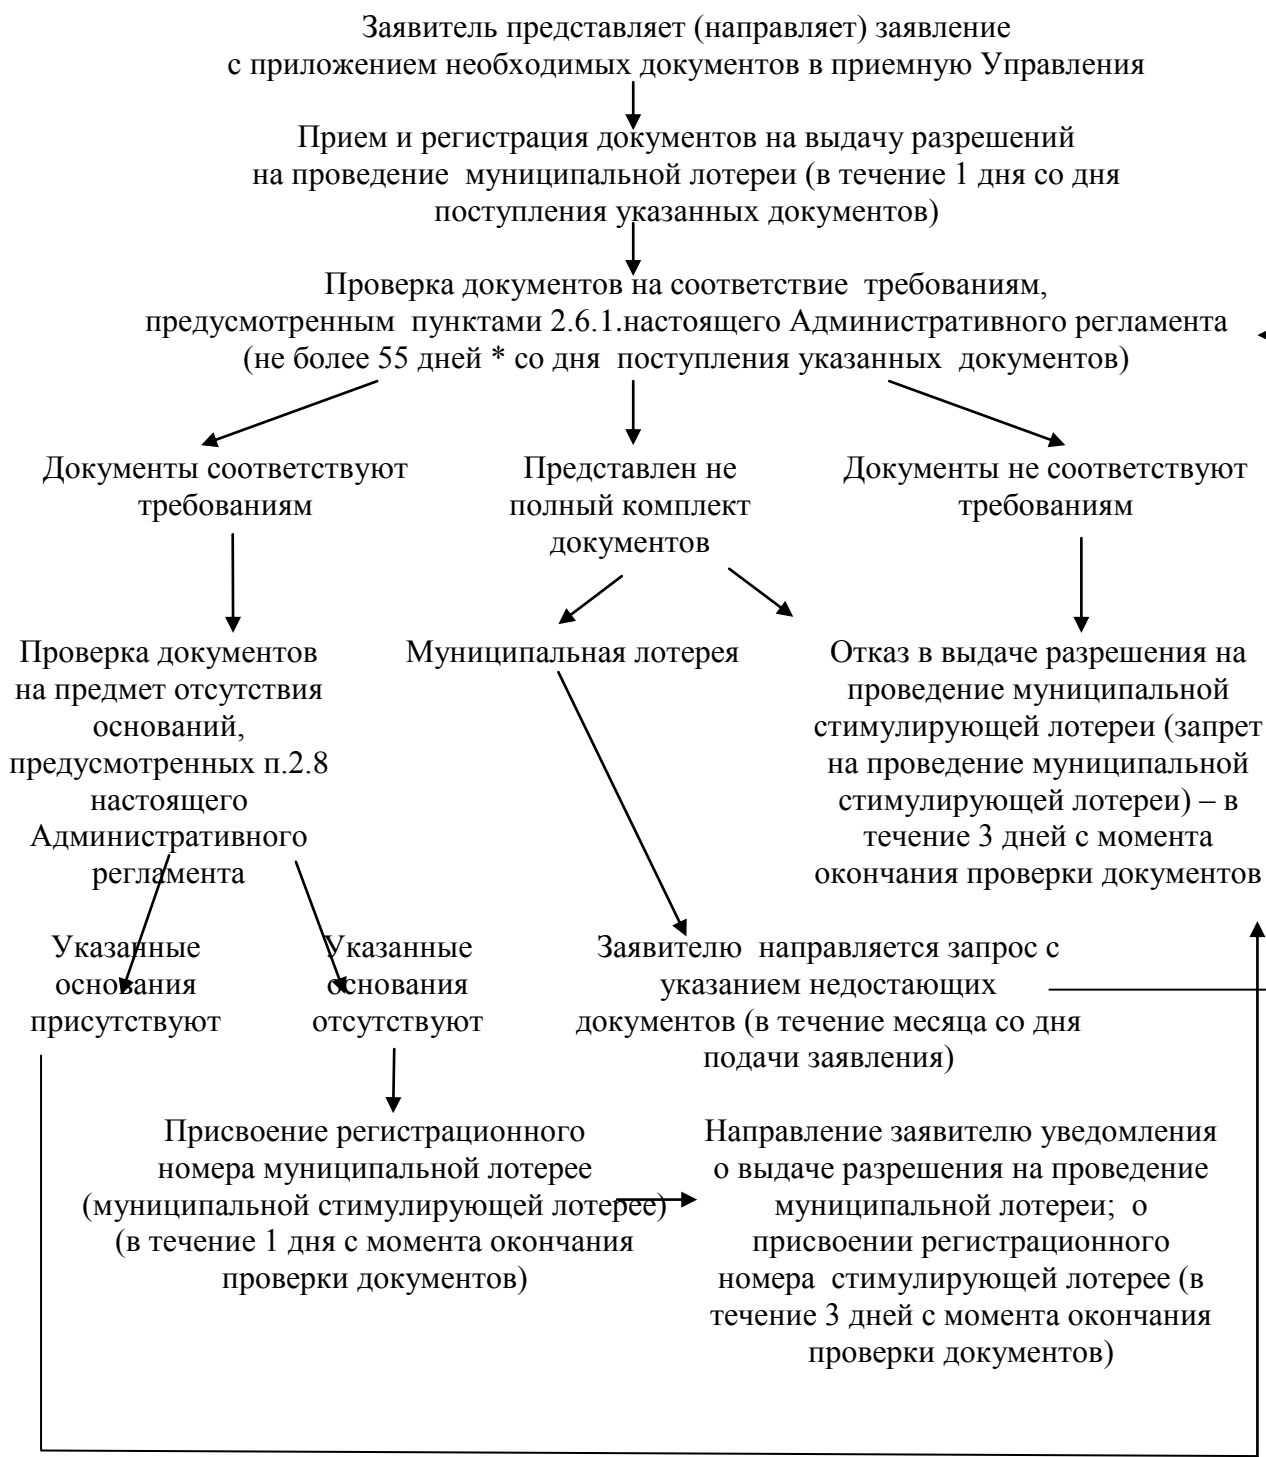 Заявитель представляет (направляет) заявление
с приложением необходимых документов в приемную Управления
Прием и регистрация документов на выдачу разрешений
на проведение муниципальной лотереи (в течение 1 дня со дня
поступления указанных документов)
Проверка документов на соответствие требованиям,
предусмотренным пунктами 2.6.1.настоящего Административного регламента
(не более 55 дней * со дня поступления указанных документов)
Документы соответствуют
требованиям
Представлен не
полный комплект
документов
Документы не соответствуют
требованиям
Проверка документов
на предмет отсутствия
оснований,
предусмотренных п.2.8
настоящего
Административного
регламента
Муниципальная лотерея
Отказ в выдаче разрешения на
проведение муниципальной
стимулирующей лотереи (запрет
на проведение муниципальной
стимулирующей лотереи) – в
течение 3 дней с момента
окончания проверки документов
Указанные
основания
присутствуют
Указанные
основания
отсутствуют
Заявителю направляется запрос с
указанием недостающих
документов (в течение месяца со дня
подачи заявления)
Присвоение регистрационного
номера муниципальной лотерее
(муниципальной стимулирующей лотерее)
(в течение 1 дня с момента окончания
проверки документов)
Направление заявителю уведомления
о выдаче разрешения на проведение
муниципальной лотереи; о
присвоении регистрационного
номера стимулирующей лотерее (в
течение 3 дней с момента окончания
проверки документов)